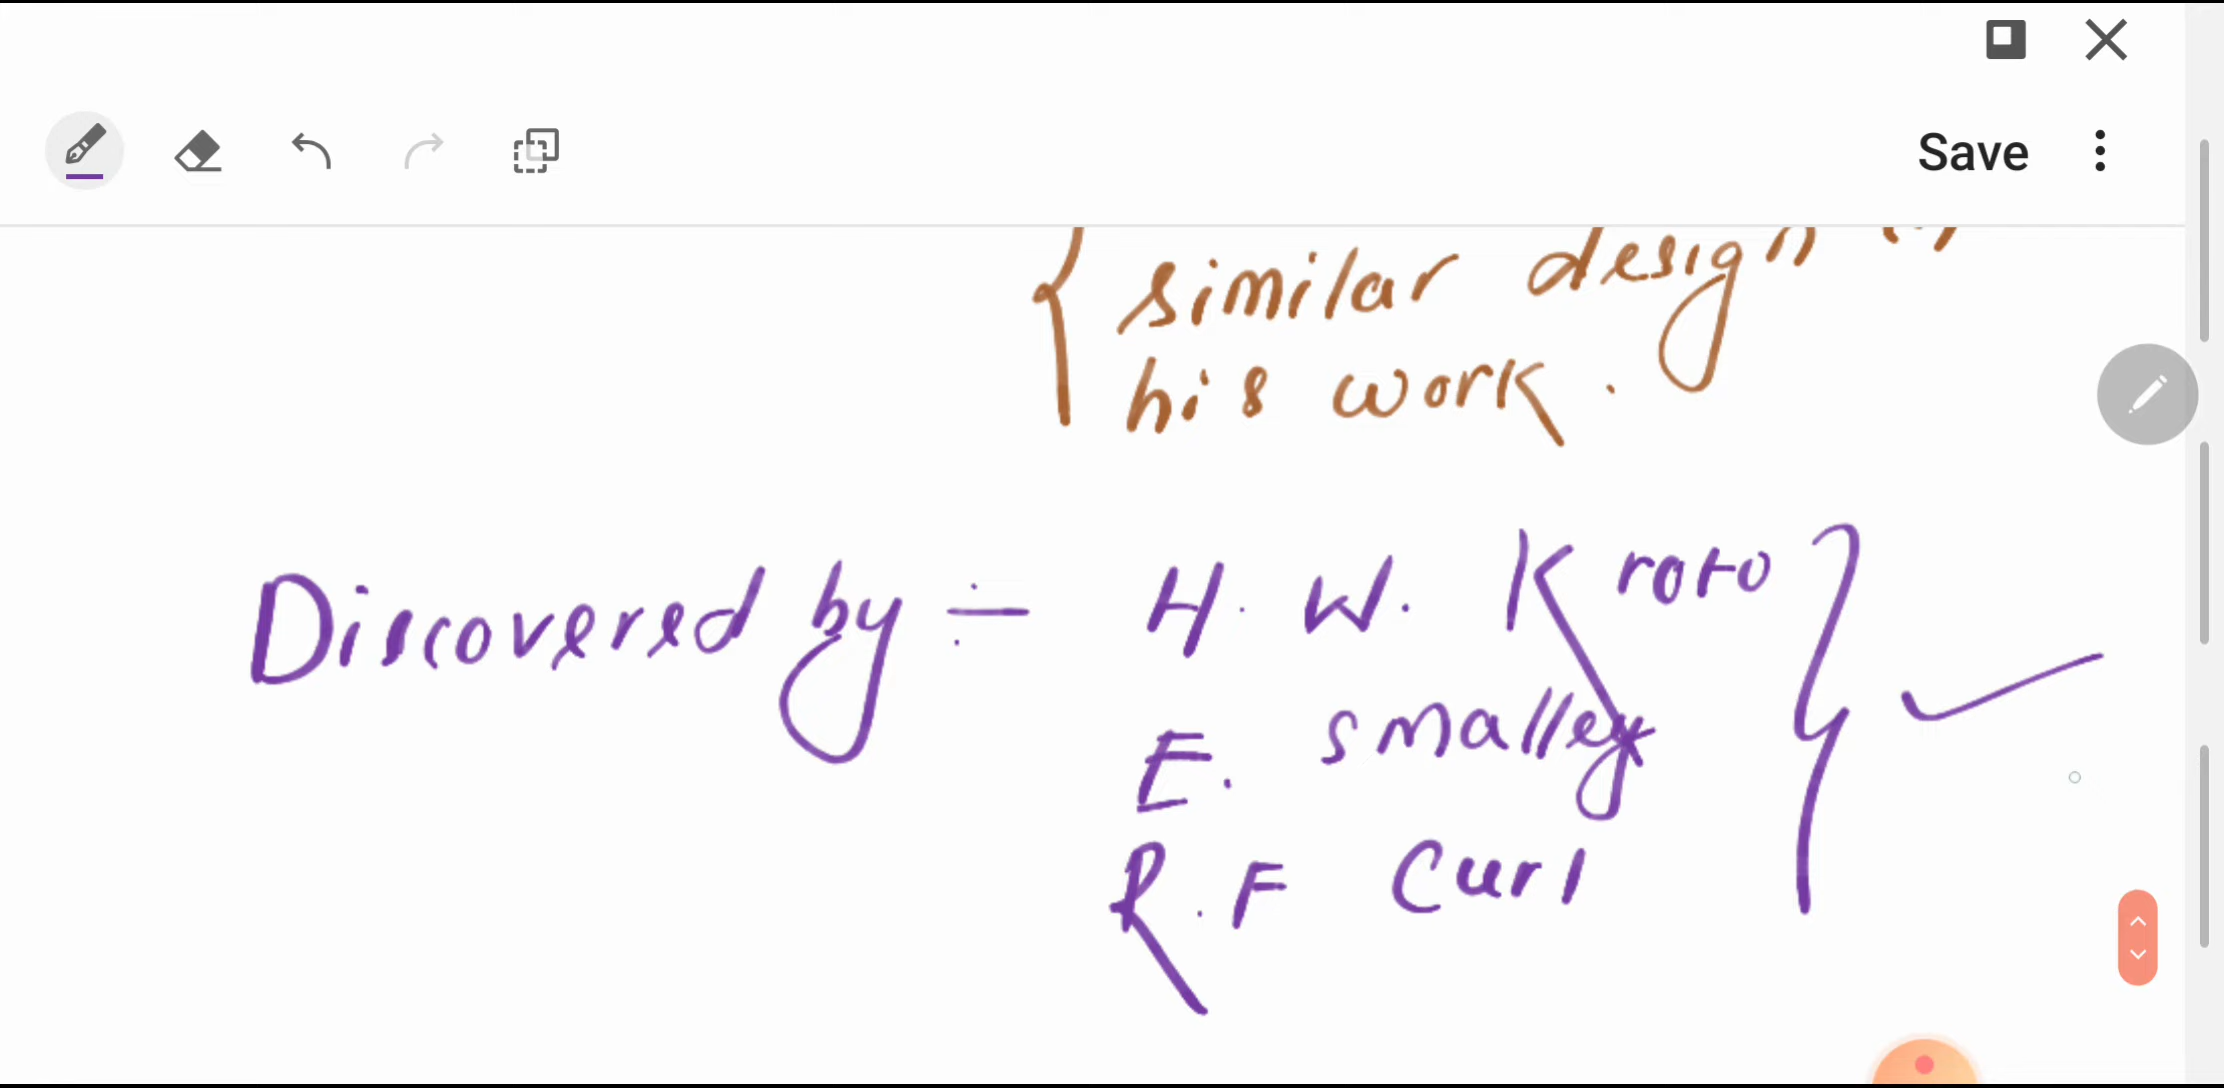 Save
similar design
his work.
Discovered by ÷ H. W. Kroto
E. smalley
R. F Curl